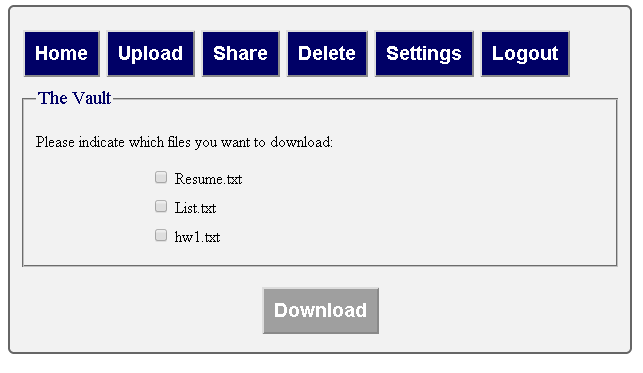 Home Upload Share Delete Settings Logout
The Vault
Please indicate which files you want to download:
Resume.txt
List.txt
hw1.txt
Download